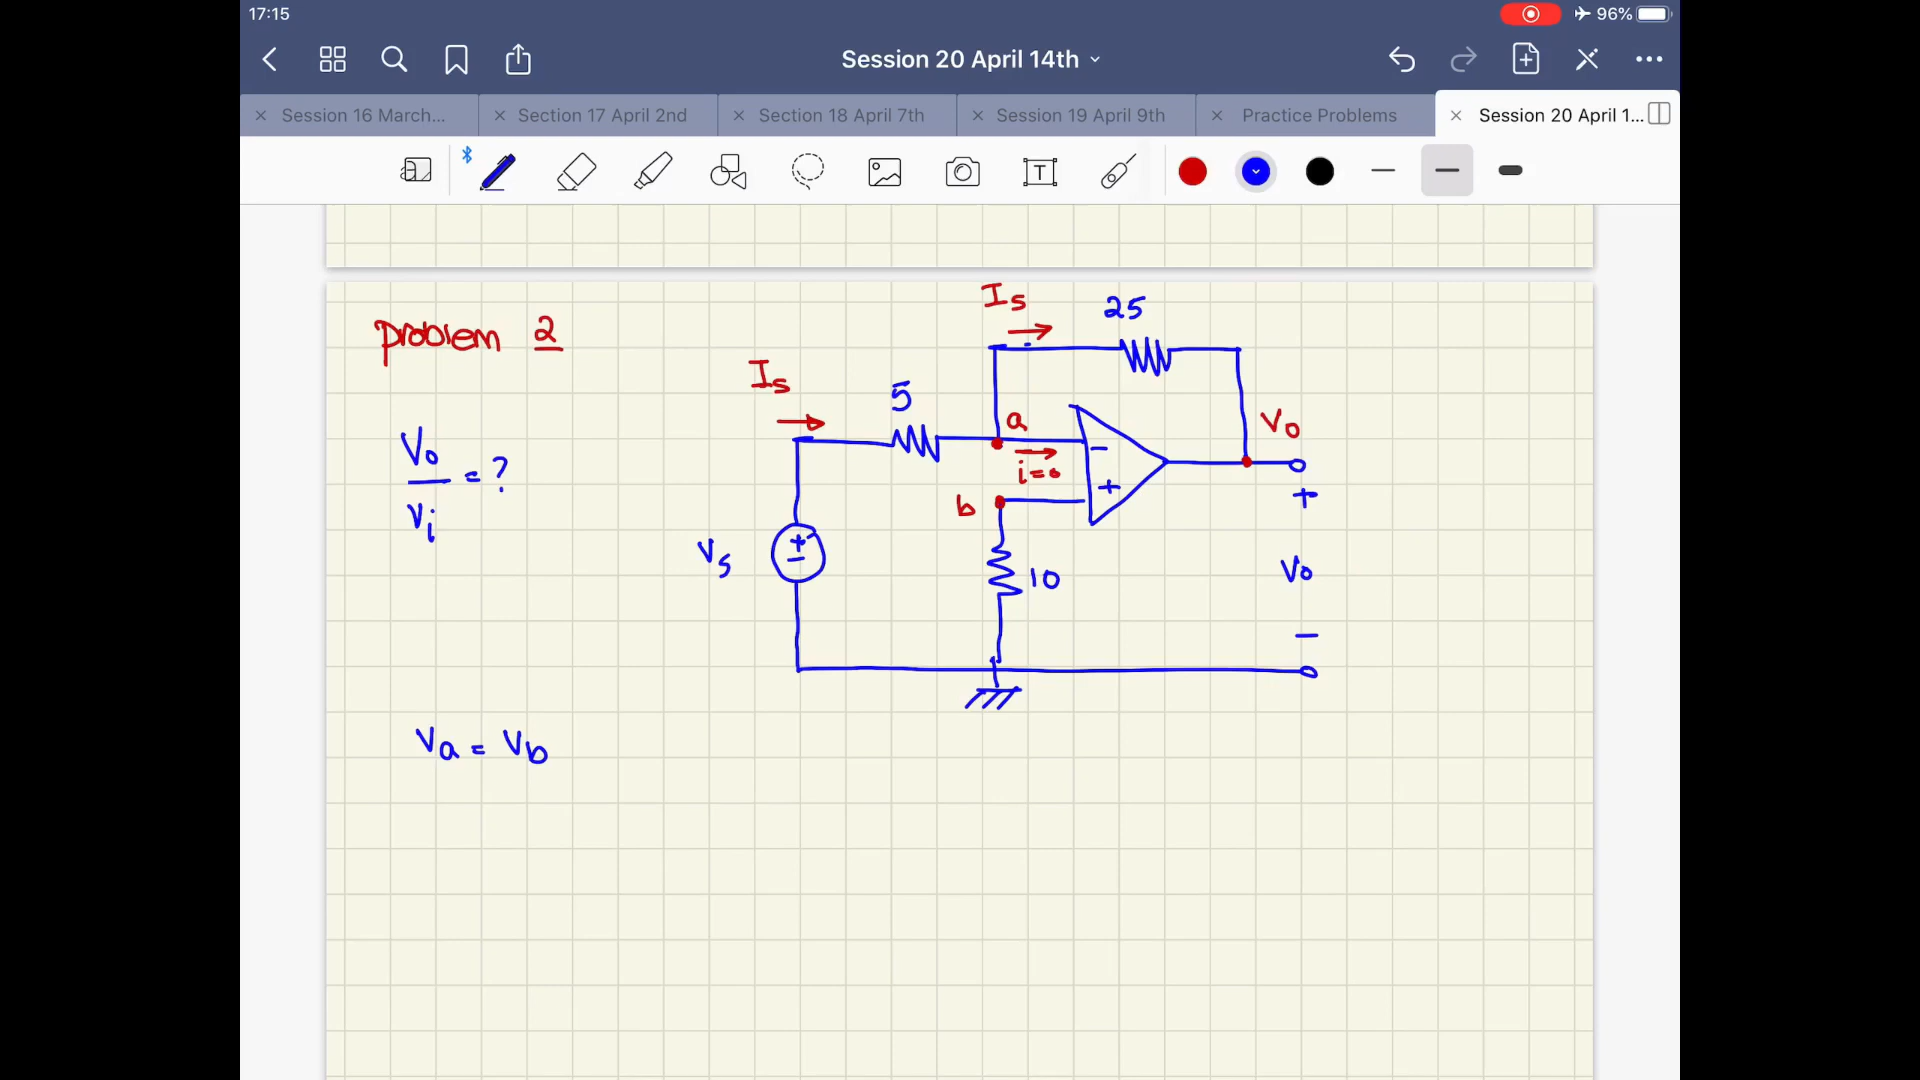 17:15
96%
Session 20 April 14th
Session 16 March...
Section 17 April 2nd
Section 18 April 7th
Session 19 April 9th
Practice Problems
Session 20 April 1...
T
Problem 2
Is
25
Is
5
a
Vo
Vo/Vi = ?
-
i=0
+
b
+
Vs
+
-
10
Vo
-
Va = Vb